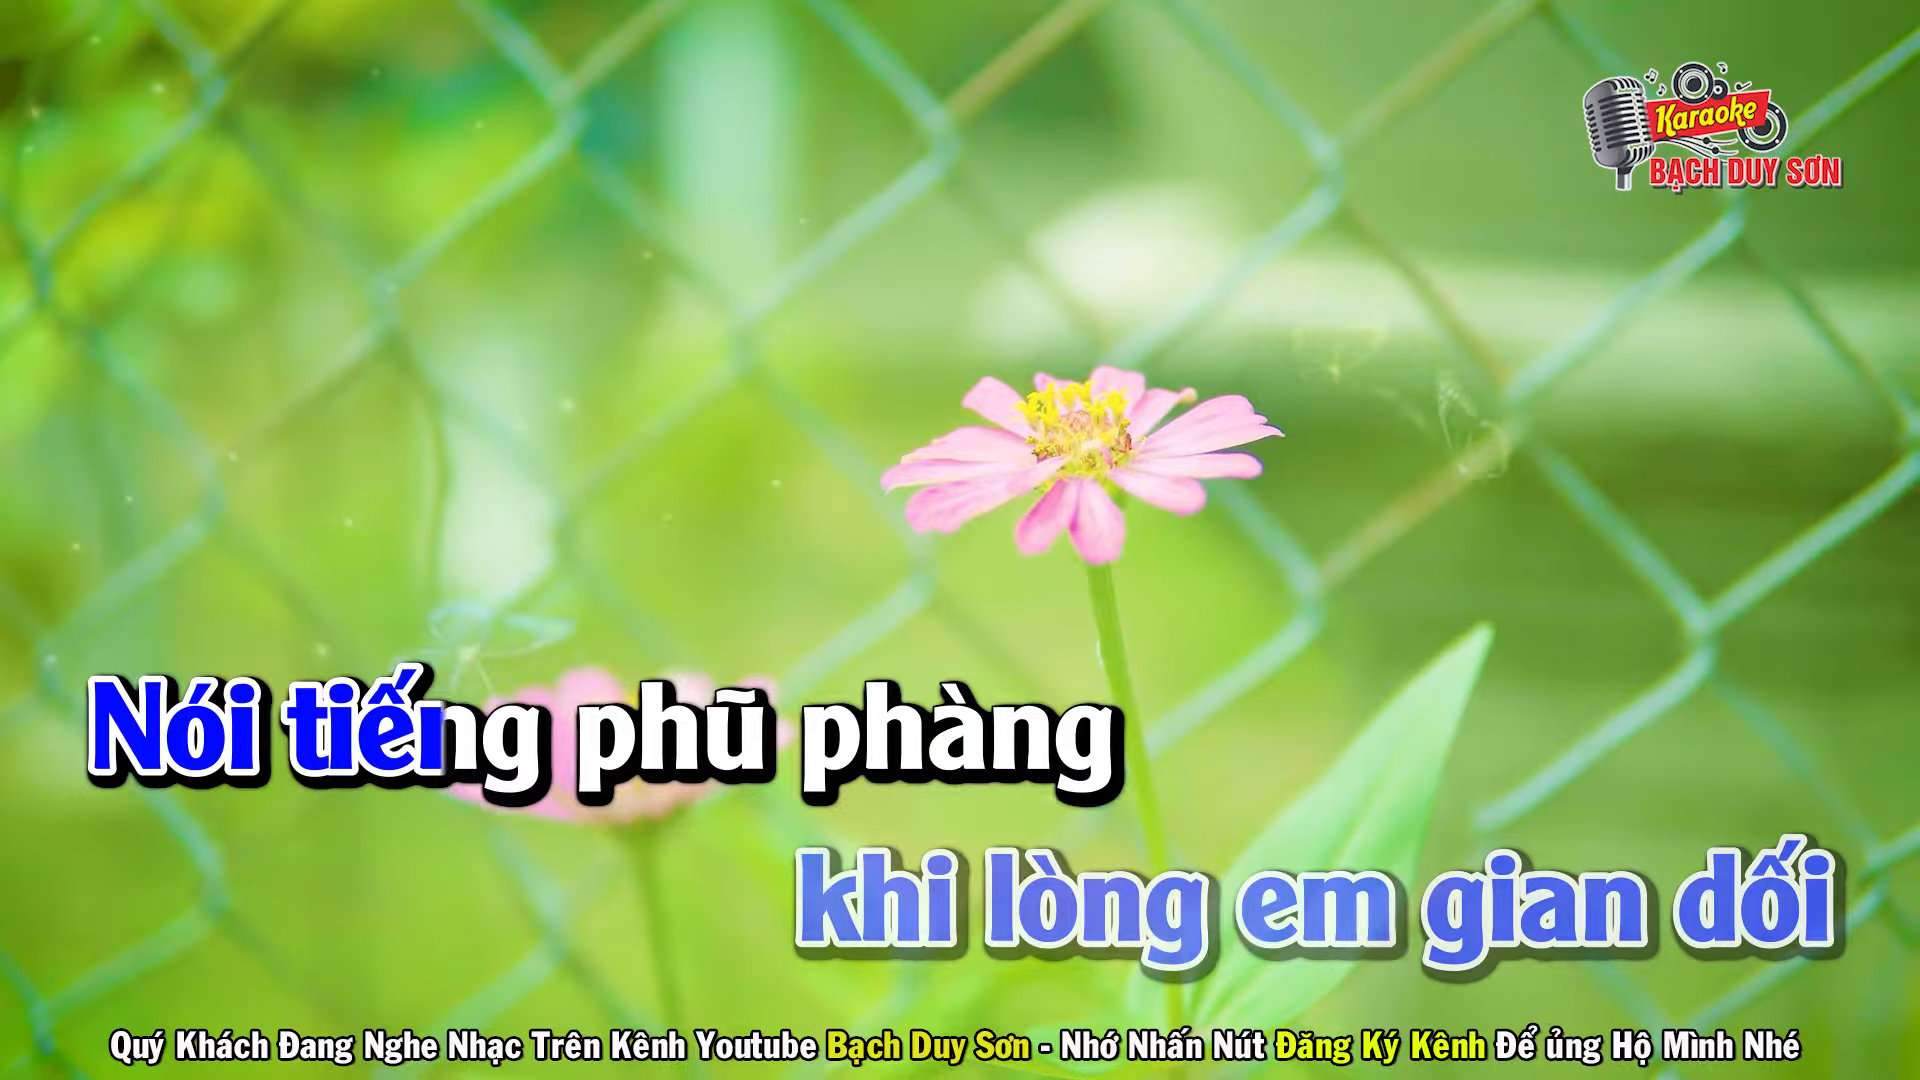 Karaoke
BẠCH DUY SƠN
Nói tiếng phũ phàng
khi lòng em gian dối
Quý Khách Đang Nghe Nhạc Trên Kênh Youtube Bạch Duy Sơn - Nhớ Nhấn Nút Đăng Ký Kênh Để ủng Hộ Mình Nhé